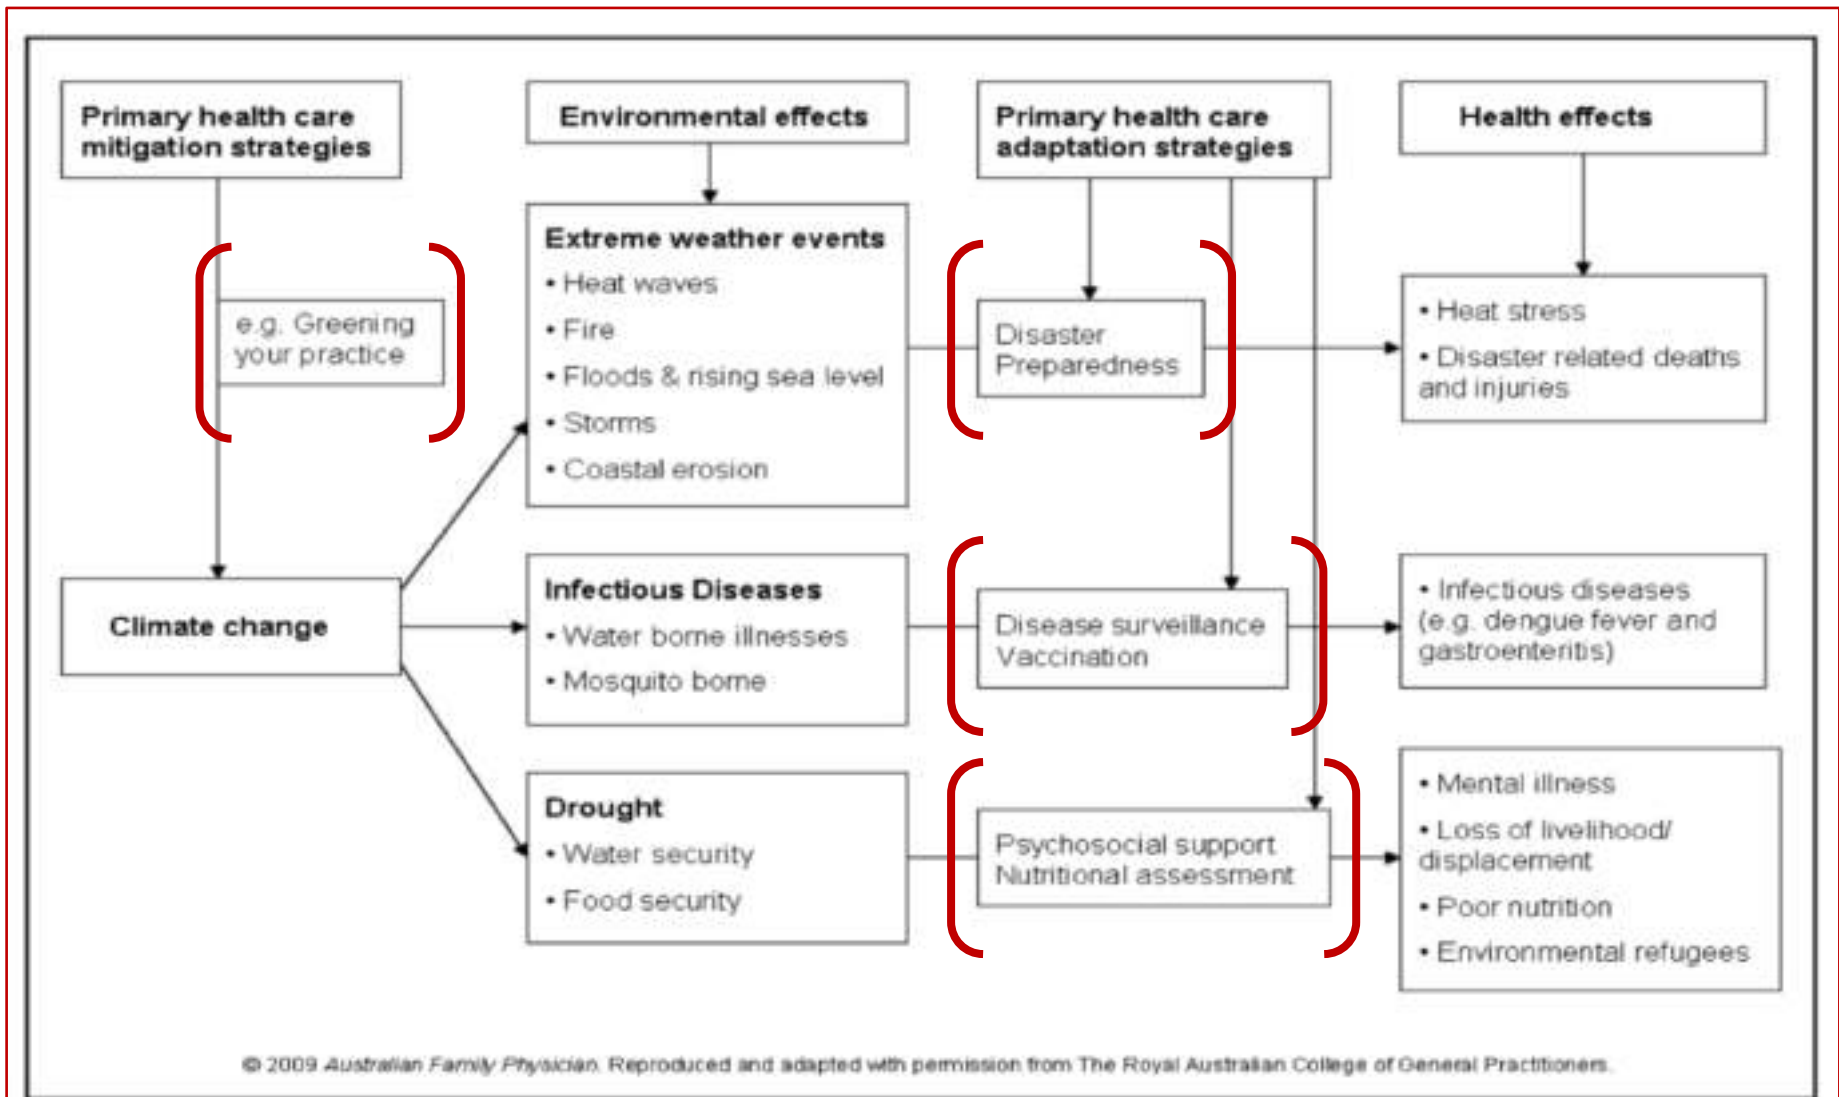 Primary health care
mitigation strategies
Environmental effects
Primary health care
adaptation strategies
Health effects
e.g. Greening
your practice
Extreme weather events
• Heat waves
• Fire
• Floods & rising sea level
• Storms
• Coastal erosion
Disaster
Preparedness
• Heat stress
• Disaster related deaths
and injuries
Climate change
Infectious Diseases
• Water borne illnesses
• Mosquito borne
Disease surveillance
Vaccination
• Infectious diseases
(e.g. dengue fever and
gastroenteritis)
Drought
• Water security
• Food security
Psychosocial support
Nutritional assessment
• Mental illness
• Loss of livelihood/
displacement
• Poor nutrition
• Environmental refugees
© 2009 Australian Family Physician. Reproduced and adapted with permission from The Royal Australian College of General Practitioners.